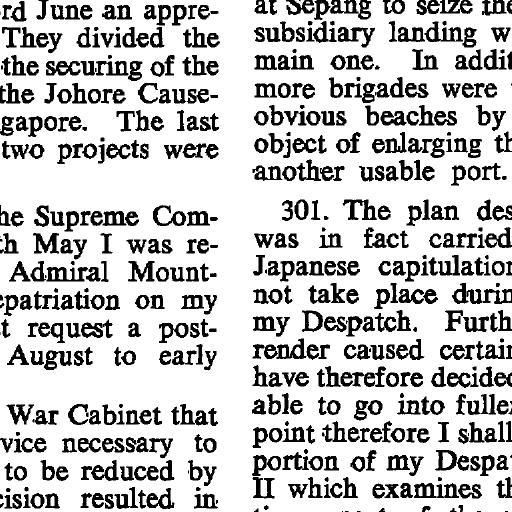 rd June an appre-
They divided the
the securing of the
the Johore Cause-
gapore. The last
two projects were
he Supreme Com-
th May I was re-
Admiral Mount-
epatriation on my
t request a post-
August to early
War Cabinet that
vice necessary to
to be reduced by
cision resulted in
at Sepang to seize the
subsidiary landing w
main one. In addit
more brigades were
obvious beaches by
object of enlarging th
another usable port.
301. The plan des
was in fact carried
Japanese capitulation
not take place durin
my Despatch. Furth
render caused certain
have therefore decided
able to go into fuller
point therefore I shall
portion of my Despat
II which examines th